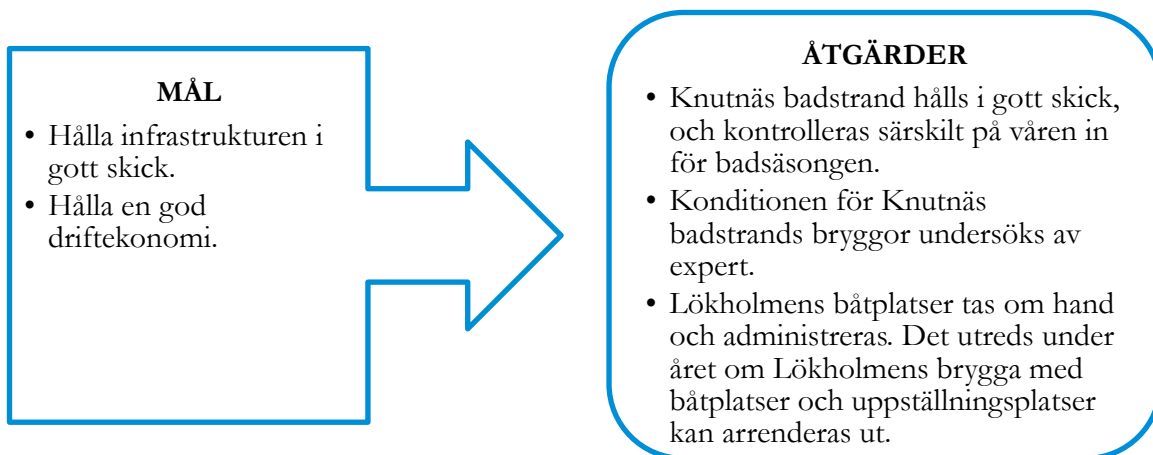 MÅL
• Hålla infrastrukturen i
gott skick.
• Hålla en god
driftekonomi.
ÅTGÄRDER
• Knutnäs badstrand hålls i gott skick,
och kontrolleras särskilt på våren in
för badsäsongen.
• Konditionen för Knutnäs
badstrands bryggor undersöks av
expert.
• Lökholmens båtplatser tas om hand
och administreras. Det utreds under
året om Lökholmens brygga med
båtplatser och uppställningsplatser
kan arrenderas ut.